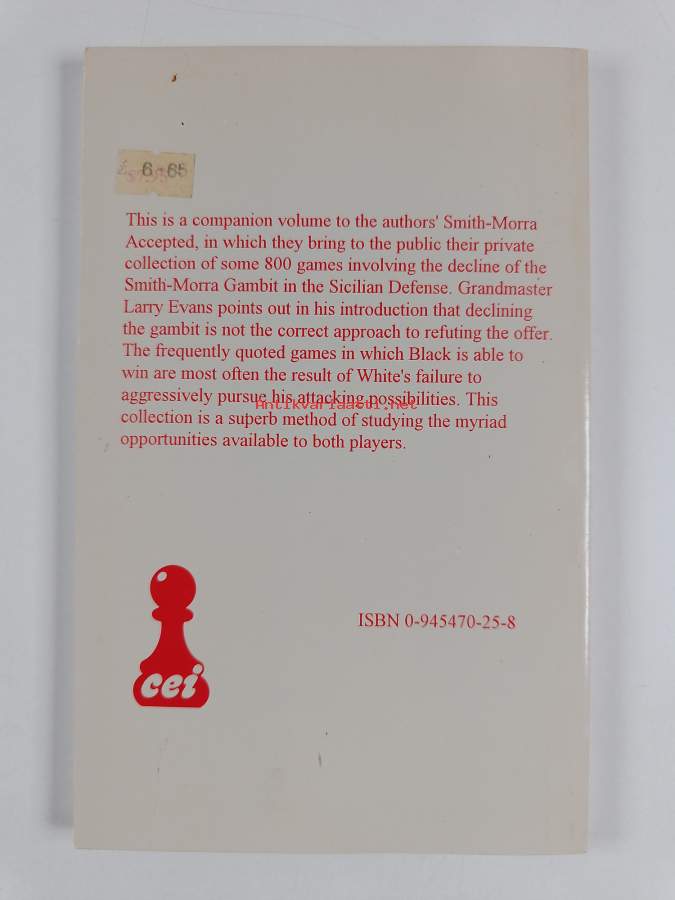 6.65
This is a companion volume to the authors' Smith-Morra
Accepted, in which they bring to the public their private
collection of some 800 games involving the decline of the
Smith-Morra Gambit in the Sicilian Defense. Grandmaster
Larry Evans points out in his introduction that declining
the gambit is not the correct approach to refuting the offer.
The frequently quoted games in which Black is able to
win are most often the result of White's failure to
aggressively pursue his attacking possibilities. This
Antikvariaatti.net
collection is a superb method of studying the myriad
opportunities available to both players.
ISBN 0-945470-25-8
cei